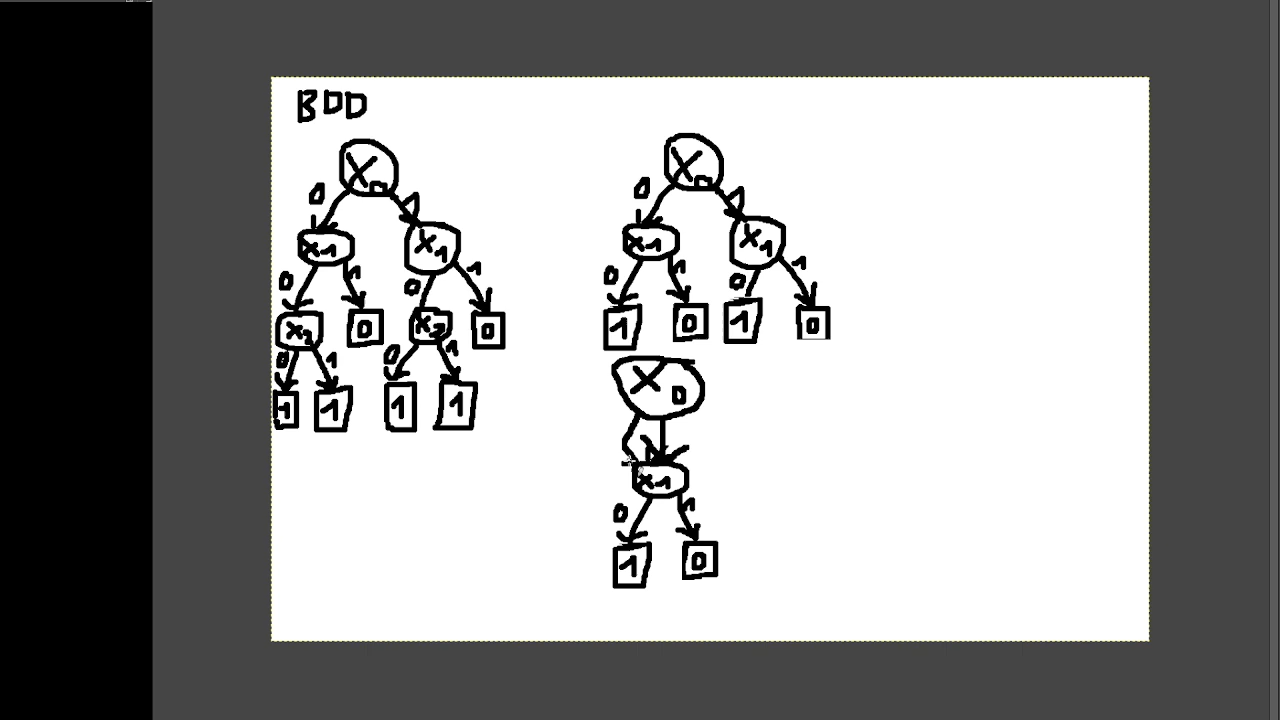 BDD
X0 X0
0 1 0 1
X1 X1 X1 X1
0 1 0 1 0 1 0 1
X2 0 X2 0 1 0 1 0
0 1 0 1
X0
1 1 1 1
X1
0 1
1 0